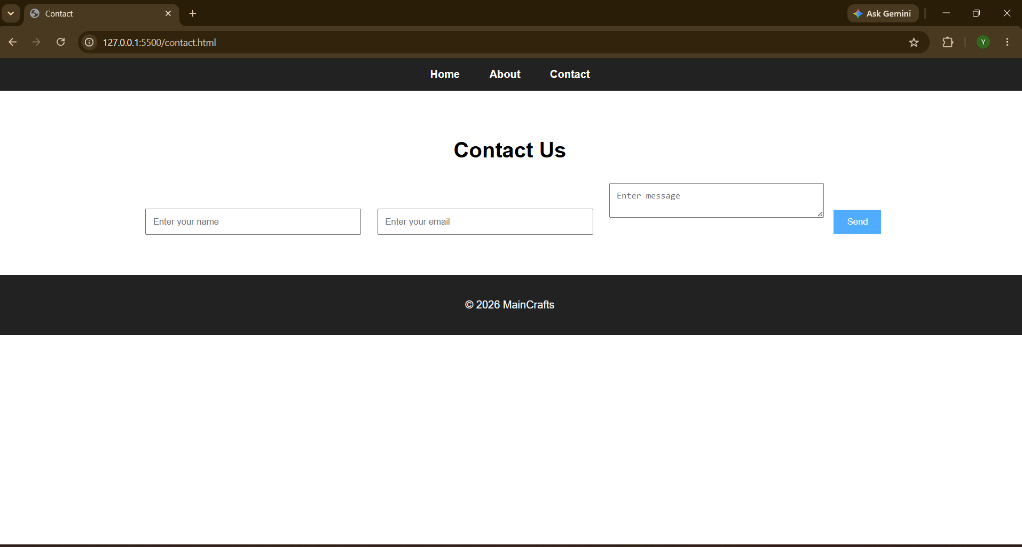 Contact
Ask Gemini
127.0.0.1:5500/contact.html
Y
Home About Contact
Contact Us
Enter your name
Enter your email
Enter message
Send
© 2026 MainCrafts